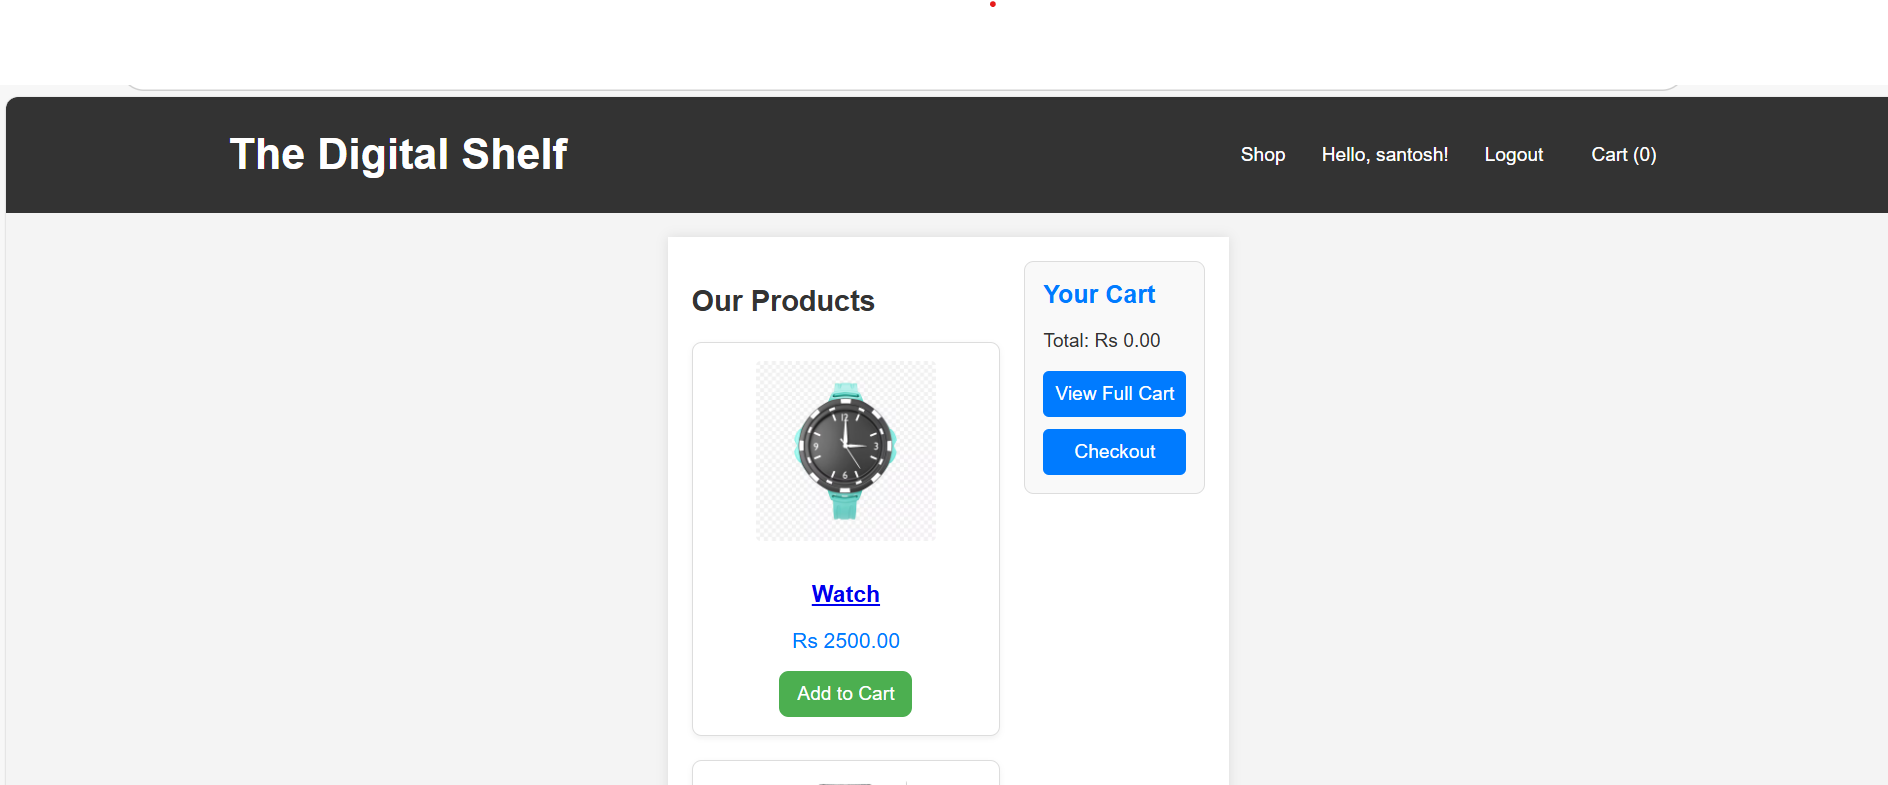 The Digital Shelf
Shop Hello, santosh! Logout Cart (0)
Our Products
12
3
6
9
Watch
Rs 2500.00
Add to Cart
Your Cart
Total: Rs 0.00
View Full Cart
Checkout